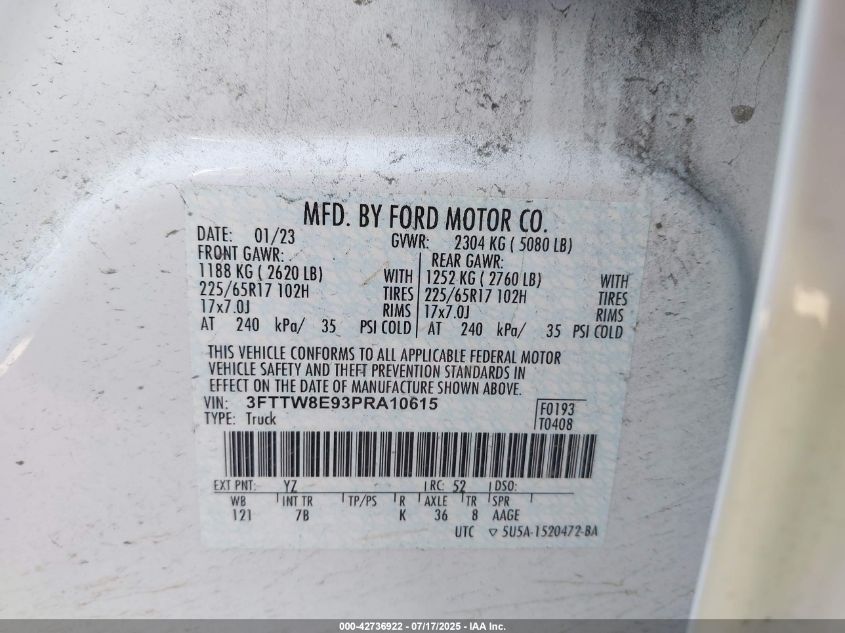 MFD. BY FORD MOTOR CO.
DATE: 01/23 GVWR: 2304 KG ( 5080 LB)
FRONT GAWR: REAR GAWR:
1188 KG ( 2620 LB) WITH 1252 KG ( 2760 LB) WITH
225/65R17 102H TIRES 225/65R17 102H TIRES
17x7.0J RIMS 17x7.0J RIMS
AT 240 kPa/ 35 PSI COLD AT 240 kPa/ 35 PSI COLD
THIS VEHICLE CONFORMS TO ALL APPLICABLE FEDERAL MOTOR
VEHICLE SAFETY AND THEFT PREVENTION STANDARDS IN
EFFECT ON THE DATE OF MANUFACTURE SHOWN ABOVE.
VIN: 3FTTW8E93PRA10615 F0193
TYPE: Truck T0408
EXT PNT: YZ RC: 52 DSO:
WB INT TR TP/PS R AXLE TR SPR
121 7B K 36 8 AAGE
UTC ▽ 5U5A-1520472-BA
000-42736922 - 07/17/2025 - IAA Inc.